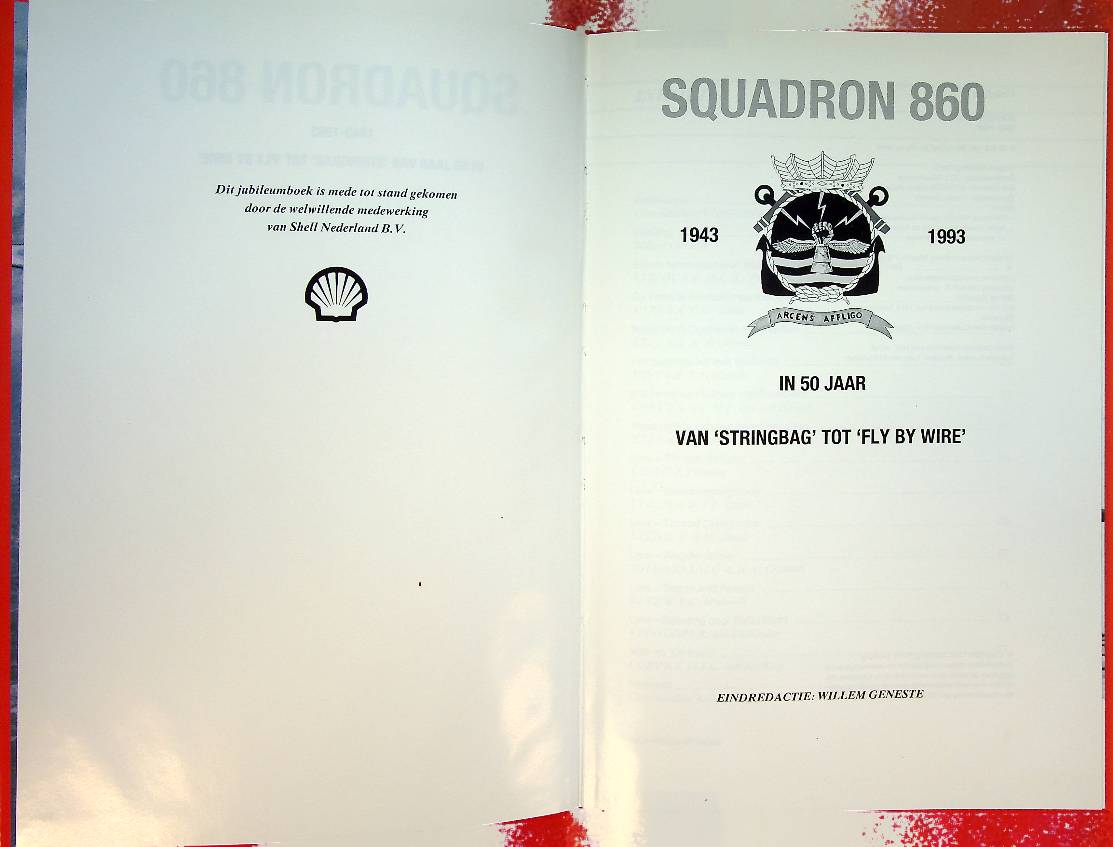 Dit jubileumboek is mede tot stand gekomen
door de welwillende medewerking
van Shell Nederland B.V.
SQUADRON 860
1943
1993
ARCENS AFFLIGO
IN 50 JAAR
VAN ‘STRINGBAG’ TOT ‘FLY BY WIRE’
EINDREDACTIE: WILLEM GENESTE